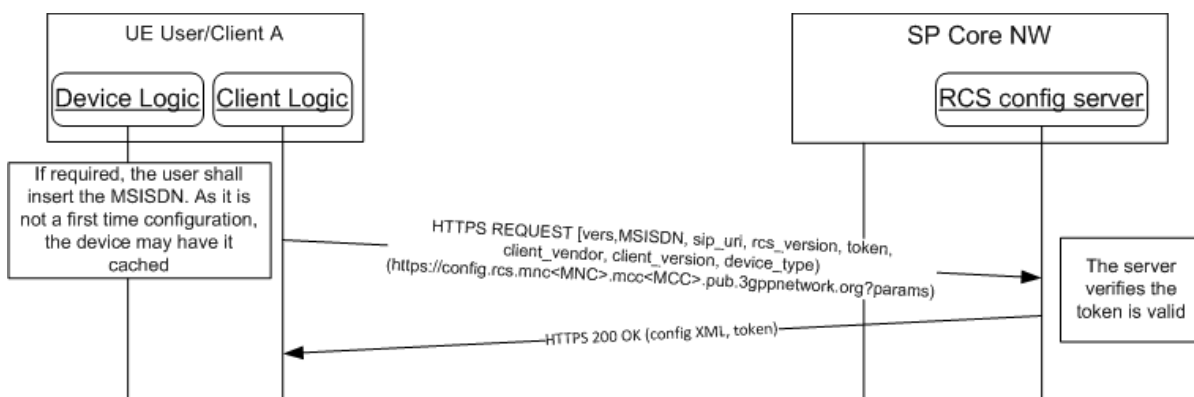 UE User/Client A
SP Core NW
Device Logic
Client Logic
RCS config server
If required, the user shall
insert the MSISDN. As it is
not a first time configuration,
the device may have it
cached
HTTPS REQUEST [vers,MSISDN, sip_uri, rcs_version, token,
client_vendor, client_version, device_type)
(https://config.rcs.mnc<MNC>.mcc<MCC>.pub.3gppnetwork.org?params)
The server
verifies the
token is valid
HTTPS 200 OK (config XML, token)